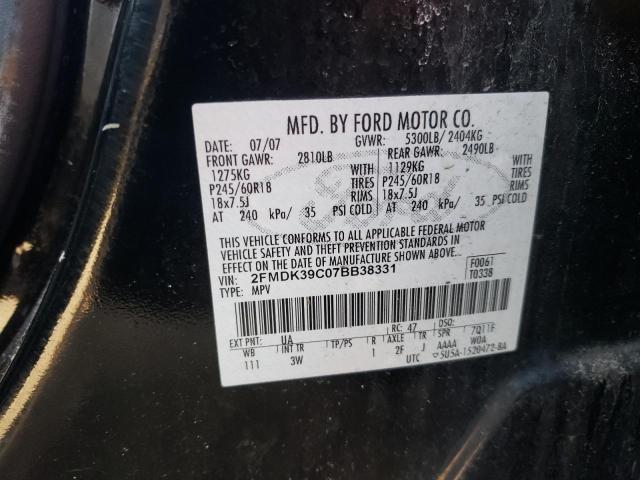 MFD. BY FORD MOTOR CO.
DATE: 07/07 GVWR: 5300LB/ 2404KG
FRONT GAWR: 2810LB REAR GAWR: 2490LB
1275KG WITH 1129KG WITH
P245/60R18 TIRES P245/60R18 TIRES
18x7.5J RIMS 18x7.5J RIMS
AT 240 kPa/ 35 PSI COLD AT 240 kPa/ 35 PSI COLD
THIS VEHICLE CONFORMS TO ALL APPLICABLE FEDERAL MOTOR
VEHICLE SAFETY AND THEFT PREVENTION STANDARDS IN
EFFECT ON THE DATE OF MANUFACTURE SHOWN ABOVE.
VIN: 2FMDK39C07BB38331 F0061
TYPE: MPV T0338
EXT PNT: UA RC: 47 DSO:
WB INT TR TP/PS R AXLE TR SPR 7Q11F
111 3W 1 2F J AAAA W0A
UTC 5U5A-1520472-BA
Ford